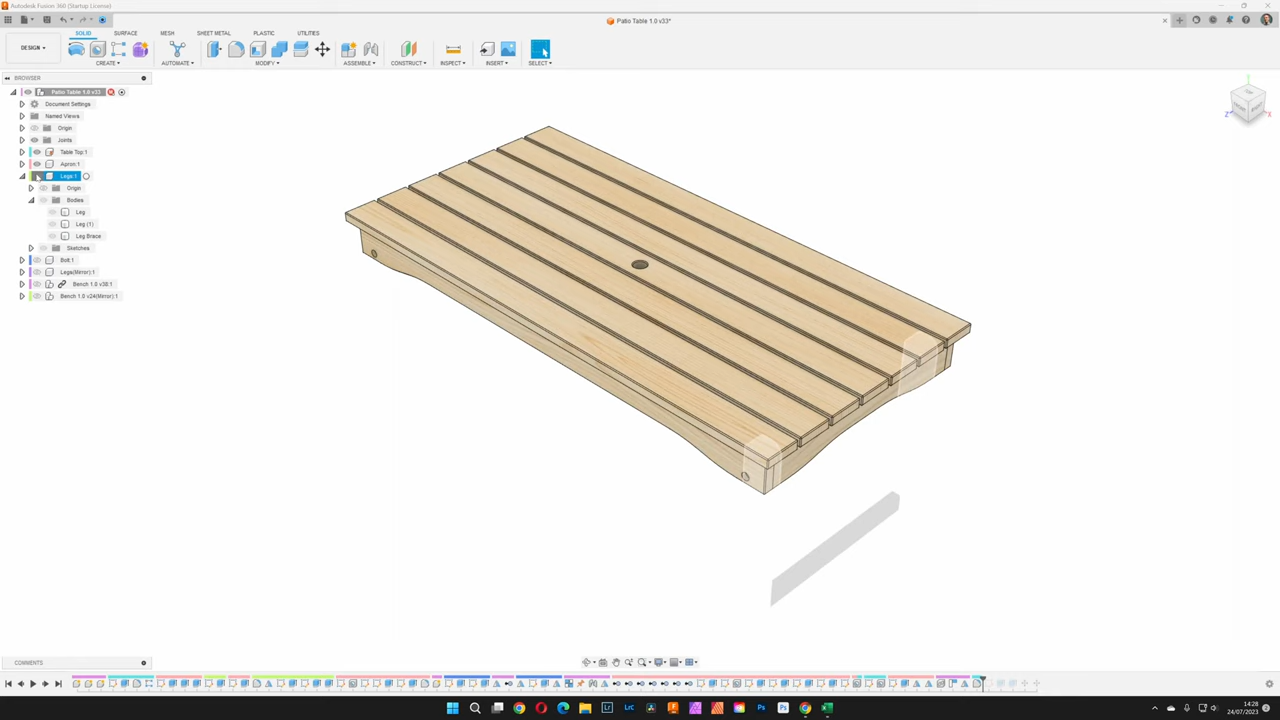 Autodesk Fusion 360 (Startup License)
Patio Table 1.0 v33*
SOLID SURFACE MESH SHEET METAL PLASTIC UTILITIES
DESIGN
CREATE AUTOMATE MODIFY ASSEMBLE CONSTRUCT INSPECT INSERT SELECT
BROWSER
Patio Table 1.0 v33
Document Settings
Named Views
Origin
Joints
Table Top:1
Apron:1
Legs:1
Origin
Bodies
Leg
Leg (1)
Leg Brace
Sketches
Bolt:1
Legs(Mirror):1
Bench 1.0 v38:1
Bench 1.0 v24(Mirror):1
COMMENTS
14:28
24/07/2023